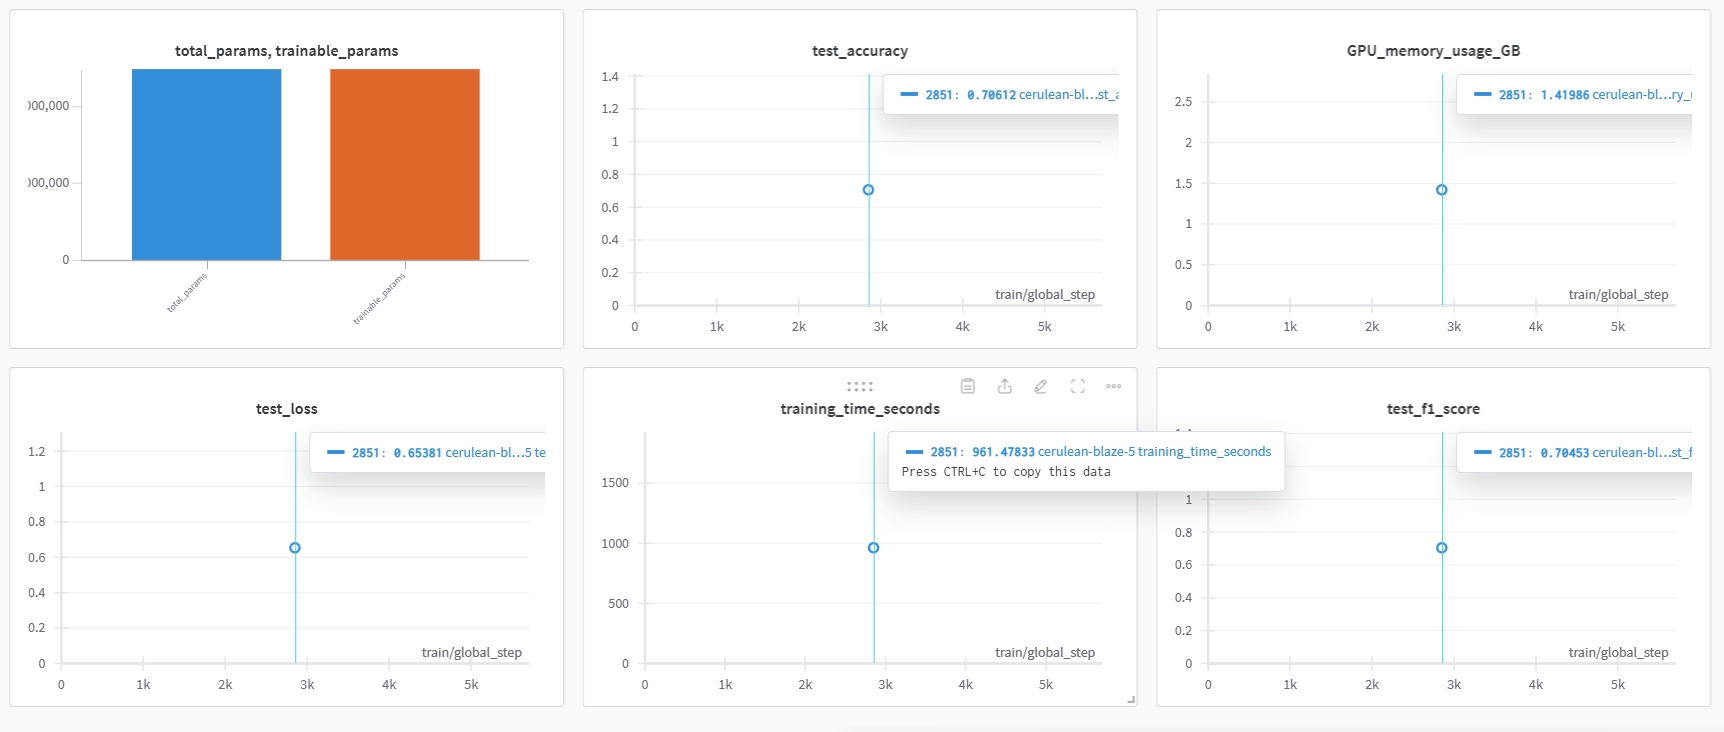 total_params, trainable_params
000,000
000,000
0
total_params
trainable_params
test_accuracy
1.4
1.2
1
0.8
0.6
0.4
0.2
0
2851: 0.70612 cerulean-bl...st_a
train/global_step
0 1k 2k 3k 4k 5k
GPU_memory_usage_GB
2.5
2
1.5
1
0.5
0
2851: 1.41986 cerulean-bl...ry_u
train/global_step
0 1k 2k 3k 4k 5k
test_loss
1.2
1
0.8
0.6
0.4
0.2
0
2851: 0.65381 cerulean-bl...5 te
train/global_step
0 1k 2k 3k 4k 5k
training_time_seconds
1500
1000
500
0
2851: 961.47833 cerulean-blaze-5 training_time_seconds
Press CTRL+C to copy this data
train/global_step
0 1k 2k 3k 4k 5k
test_f1_score
1
0.8
0.6
0.4
0.2
0
2851: 0.70453 cerulean-bl...st_f
train/global_step
0 1k 2k 3k 4k 5k